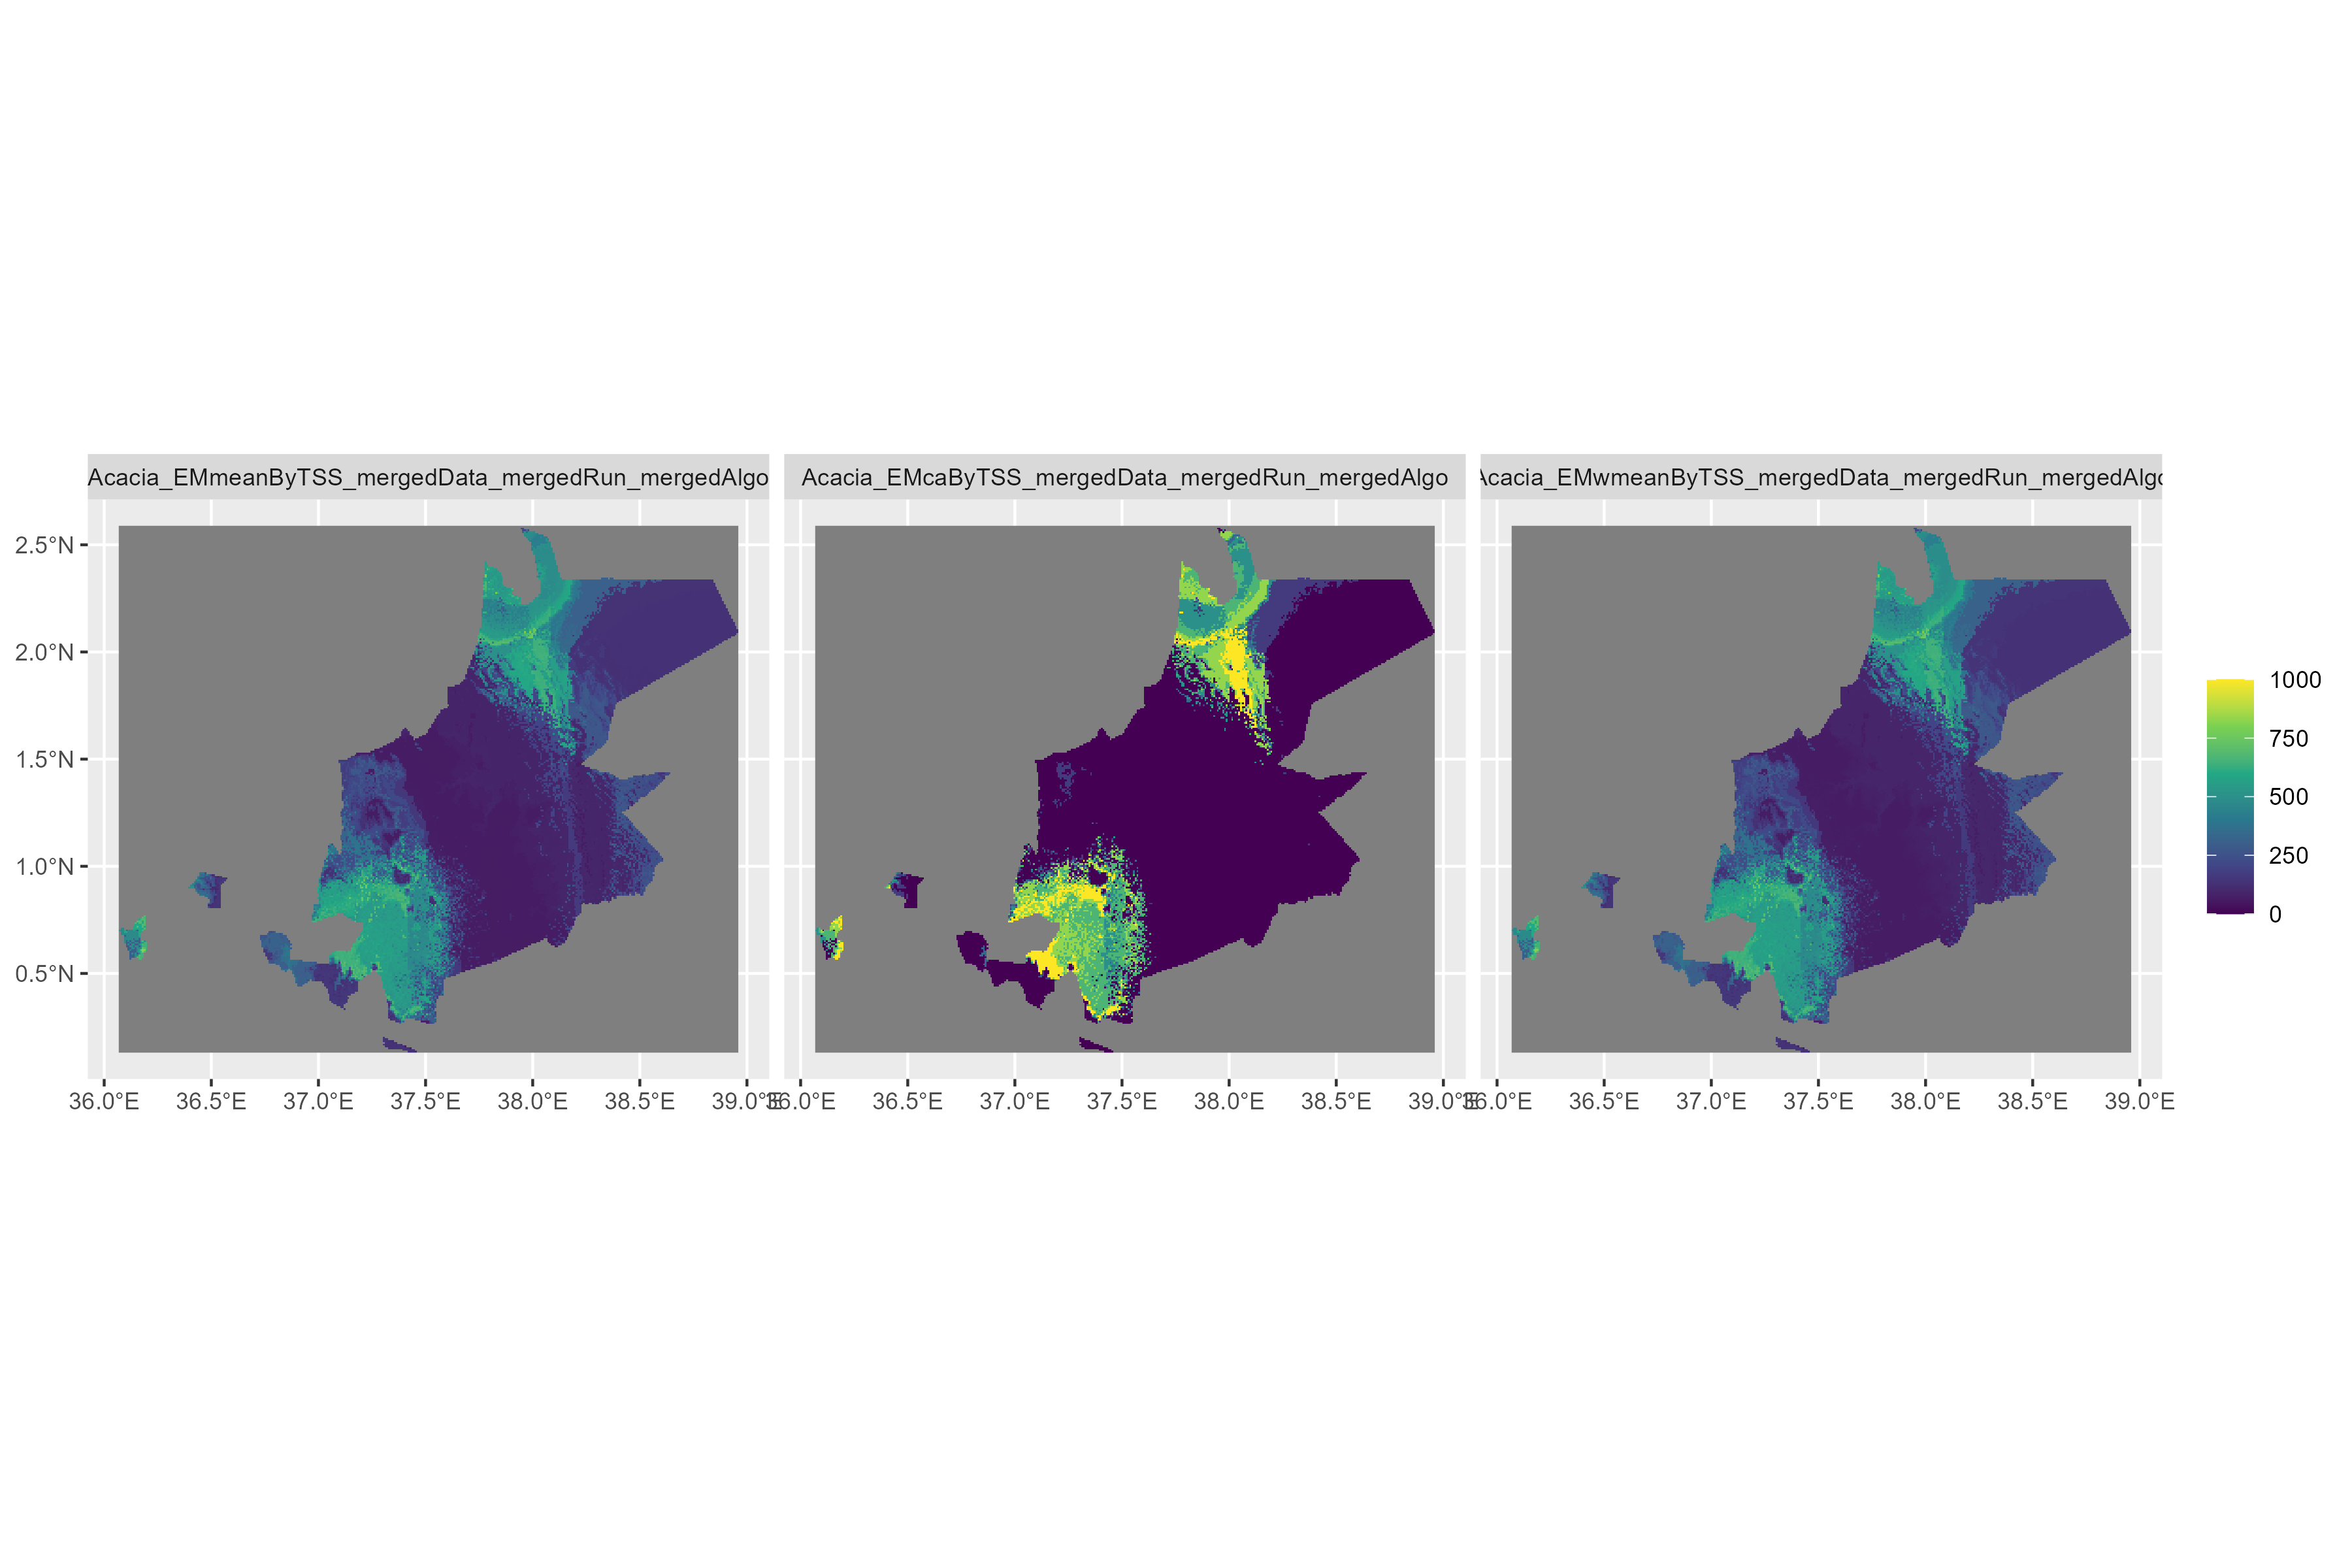 Acacia_EMmeanByTSS_mergedData_mergedRun_mergedAlgo
Acacia_EMcaByTSS_mergedData_mergedRun_mergedAlgo
Acacia_EMwmeanByTSS_mergedData_mergedRun_mergedAlgo
2.5°N
2.0°N
1.5°N
1.0°N
0.5°N
36.0°E 36.5°E 37.0°E 37.5°E 38.0°E 38.5°E 39.0°E
36.0°E 36.5°E 37.0°E 37.5°E 38.0°E 38.5°E 39.0°E
36.0°E 36.5°E 37.0°E 37.5°E 38.0°E 38.5°E 39.0°E
1000
750
500
250
0